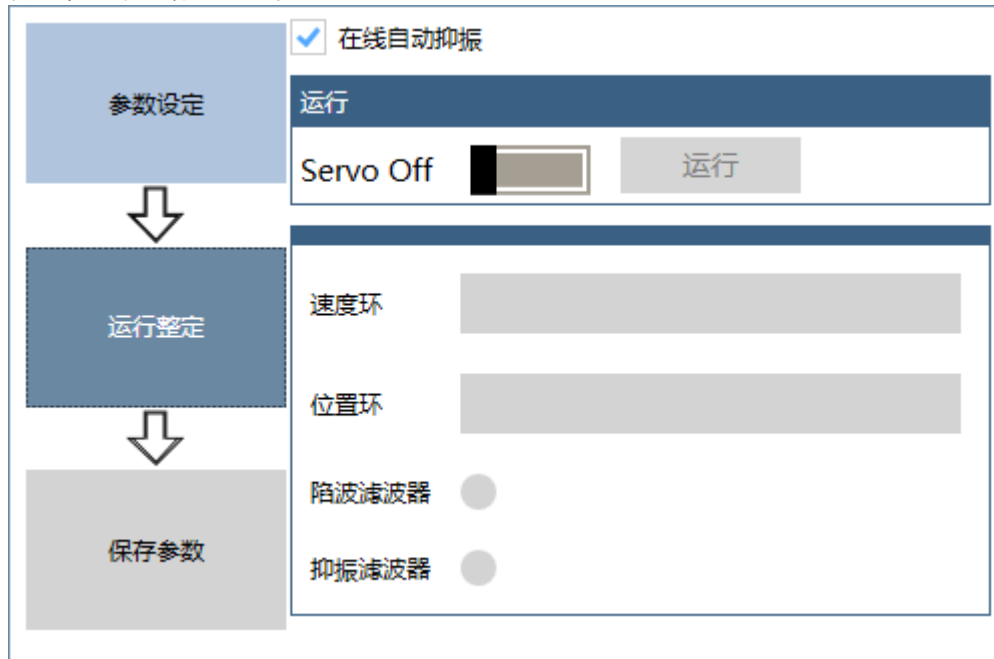 在线自动抑振
参数设定
运行
Servo Off
运行
运行整定
速度环
位置环
陷波滤波器
保存参数
抑振滤波器